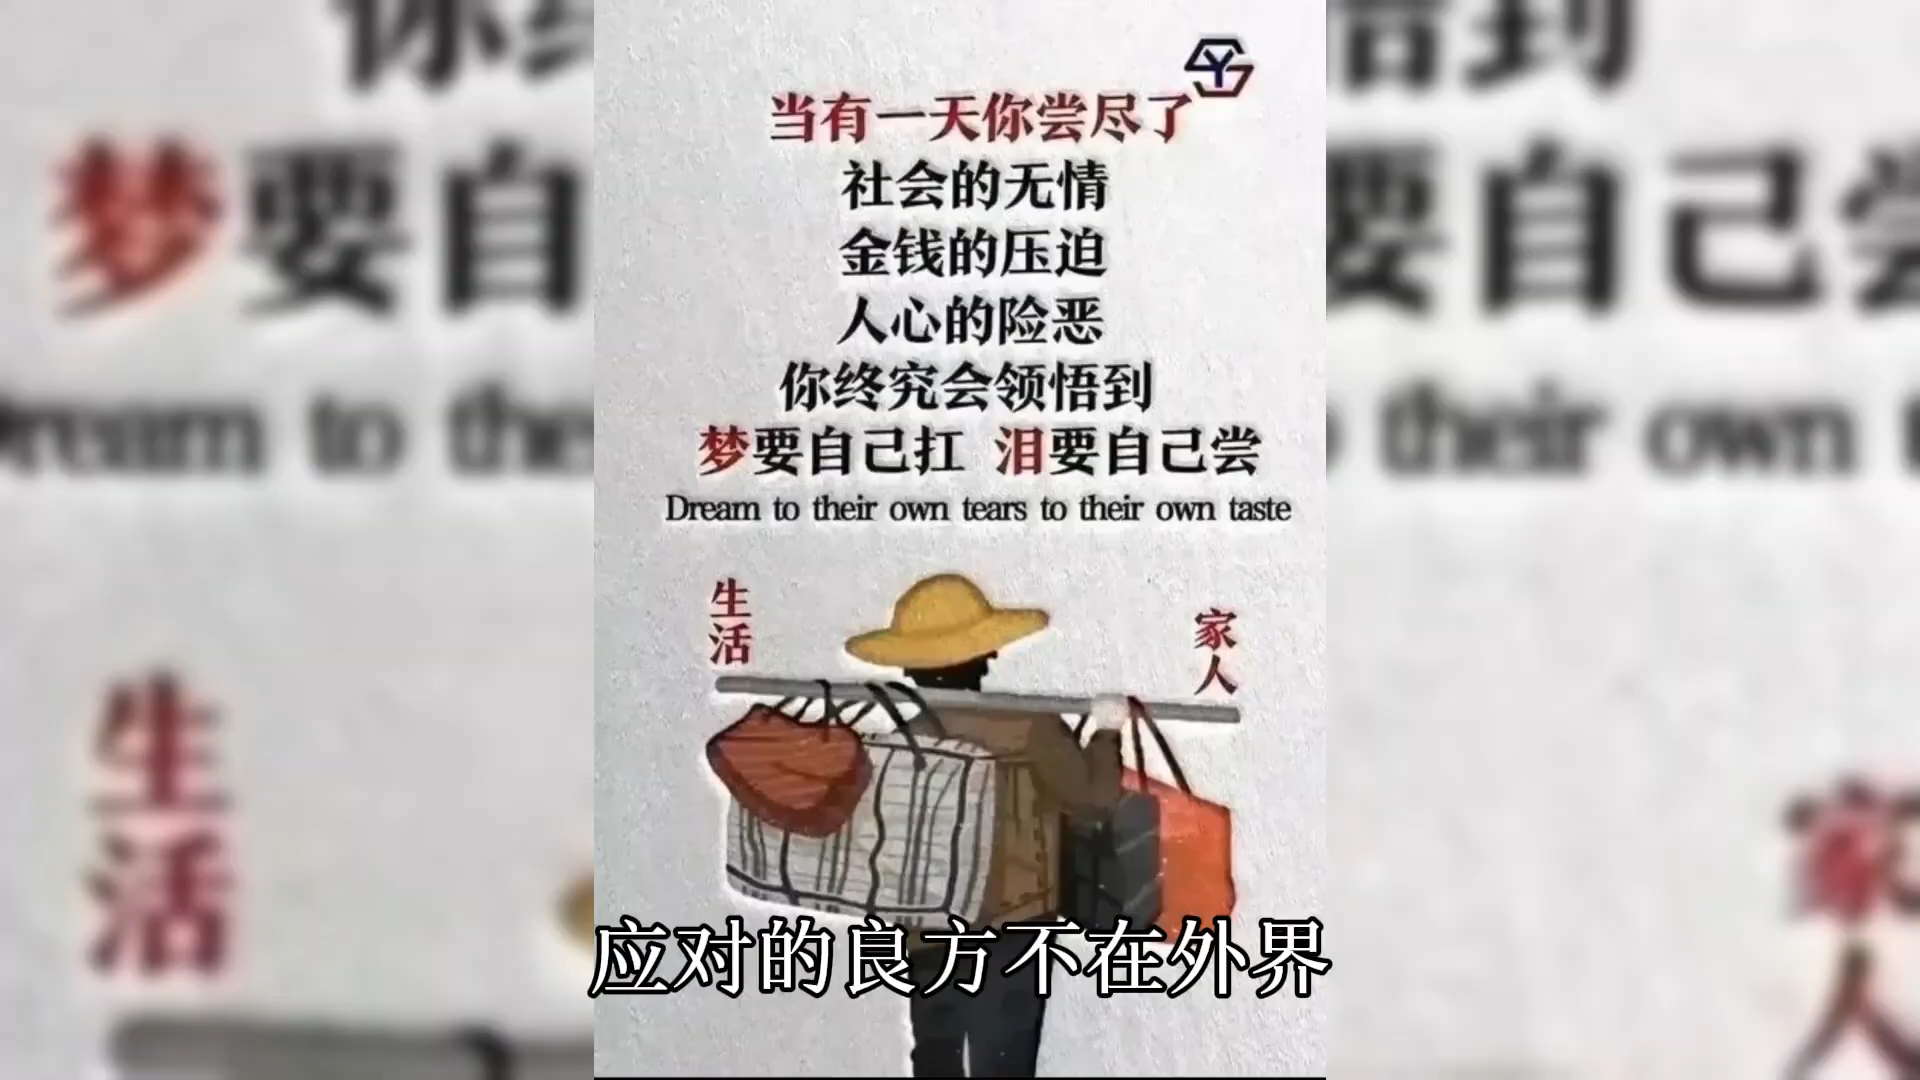 当有一天你尝尽了
社会的无情
金钱的压迫
人心的险恶
你终究会领悟到
梦要自己扛 泪要自己尝
Dream to their own tears to their own taste
生活
家人
应对的良方不在外界